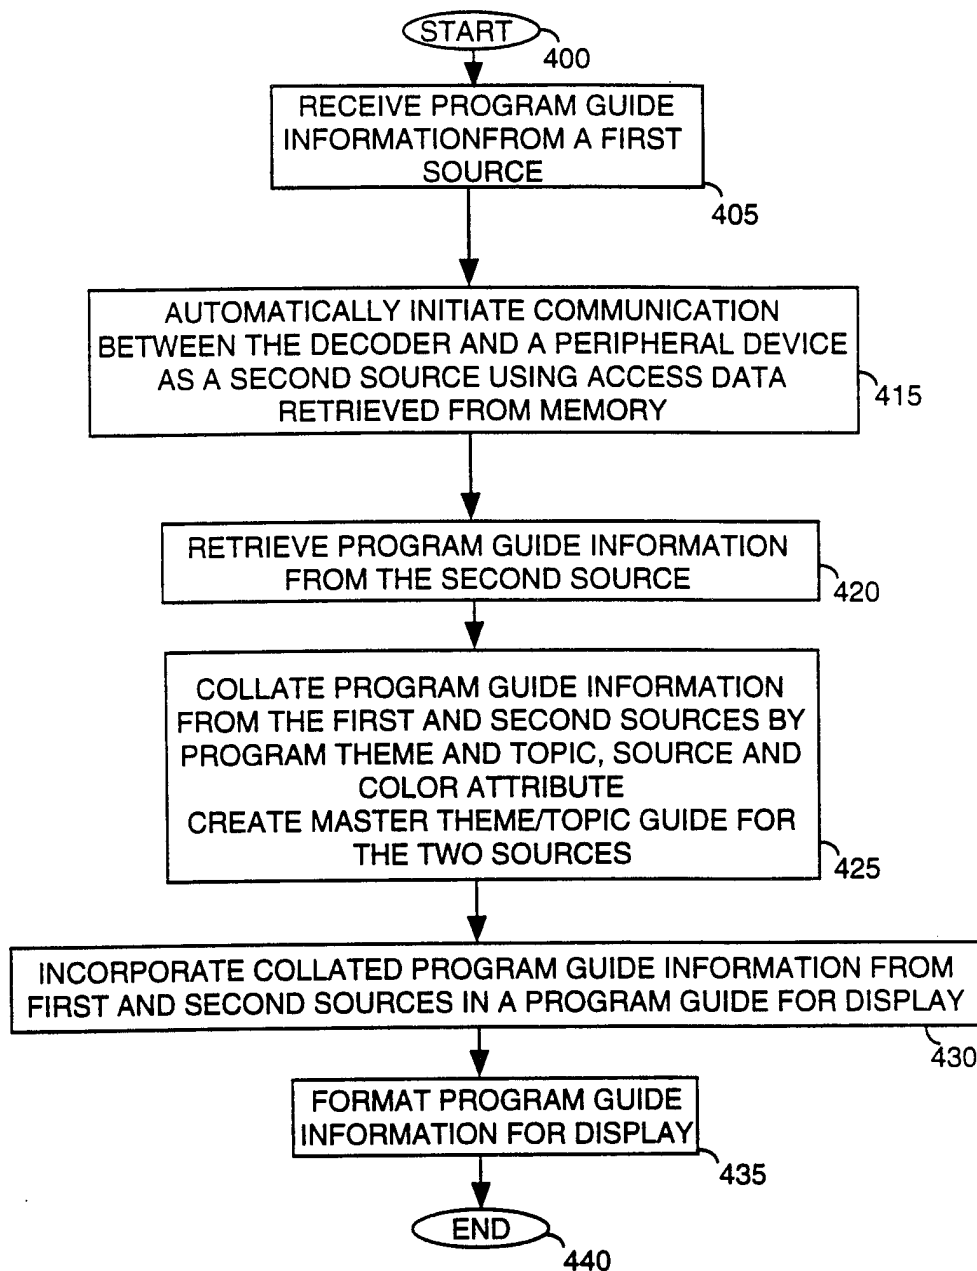 START
400
RECEIVE PROGRAM GUIDE
INFORMATIONFROM A FIRST
SOURCE
405
AUTOMATICALLY INITIATE COMMUNICATION
BETWEEN THE DECODER AND A PERIPHERAL DEVICE
AS A SECOND SOURCE USING ACCESS DATA
RETRIEVED FROM MEMORY
415
RETRIEVE PROGRAM GUIDE INFORMATION
FROM THE SECOND SOURCE
420
COLLATE PROGRAM GUIDE INFORMATION
FROM THE FIRST AND SECOND SOURCES BY
PROGRAM THEME AND TOPIC, SOURCE AND
COLOR ATTRIBUTE
CREATE MASTER THEME/TOPIC GUIDE FOR
THE TWO SOURCES
425
INCORPORATE COLLATED PROGRAM GUIDE INFORMATION FROM
FIRST AND SECOND SOURCES IN A PROGRAM GUIDE FOR DISPLAY
430
FORMAT PROGRAM GUIDE
INFORMATION FOR DISPLAY
435
END
440